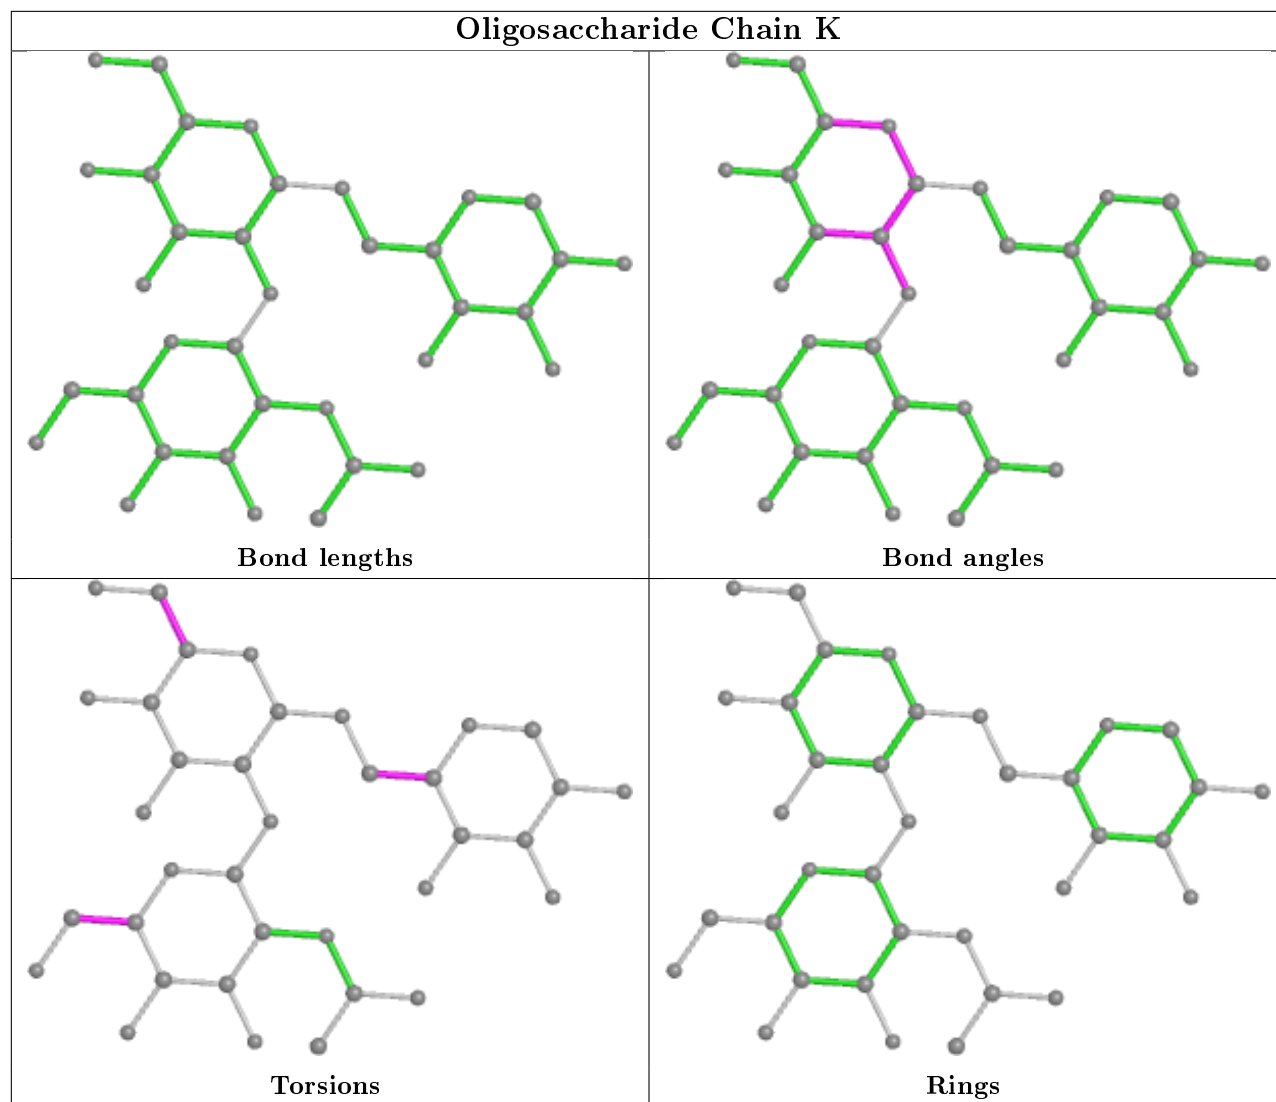 Oligosaccharide Chain K
Bond lengths
Bond angles
Torsions
Rings